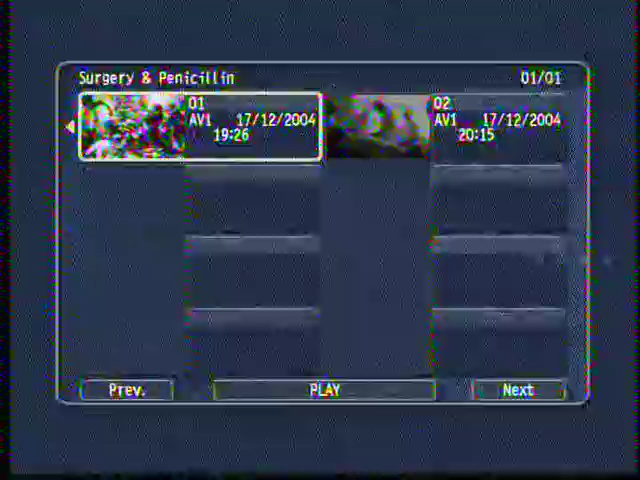 Surgery & Penicillin 01/01
01
AV1 17/12/2004
19:26
02
AV1 17/12/2004
20:15
Prev. PLAY Next